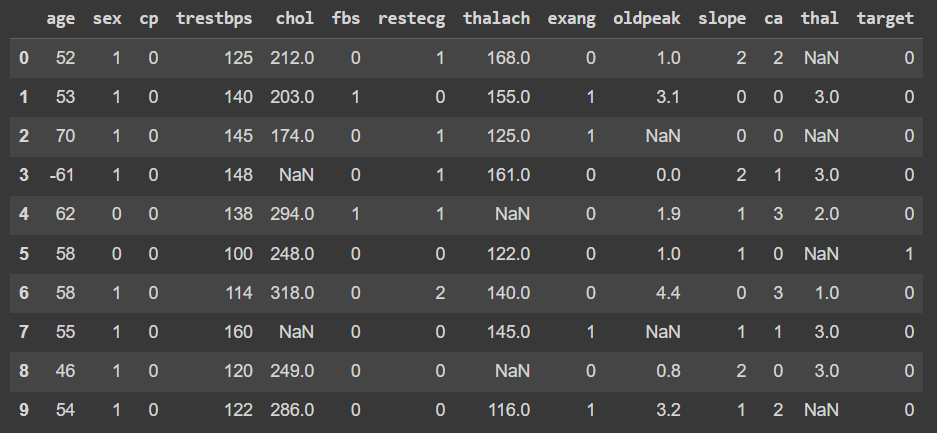 age sex cp trestbps chol fbs restecg thalach exang oldpeak slope ca thal target
0 52 1 0 125 212.0 0 1 168.0 0 1.0 2 2 NaN 0
1 53 1 0 140 203.0 1 0 155.0 1 3.1 0 0 3.0 0
2 70 1 0 145 174.0 0 1 125.0 1 NaN 0 0 NaN 0
3 -61 1 0 148 NaN 0 1 161.0 0 0.0 2 1 3.0 0
4 62 0 0 138 294.0 1 1 NaN 0 1.9 1 3 2.0 0
5 58 0 0 100 248.0 0 0 122.0 0 1.0 1 0 NaN 1
6 58 1 0 114 318.0 0 2 140.0 0 4.4 0 3 1.0 0
7 55 1 0 160 NaN 0 0 145.0 1 NaN 1 1 3.0 0
8 46 1 0 120 249.0 0 0 NaN 0 0.8 2 0 3.0 0
9 54 1 0 122 286.0 0 0 116.0 1 3.2 1 2 NaN 0